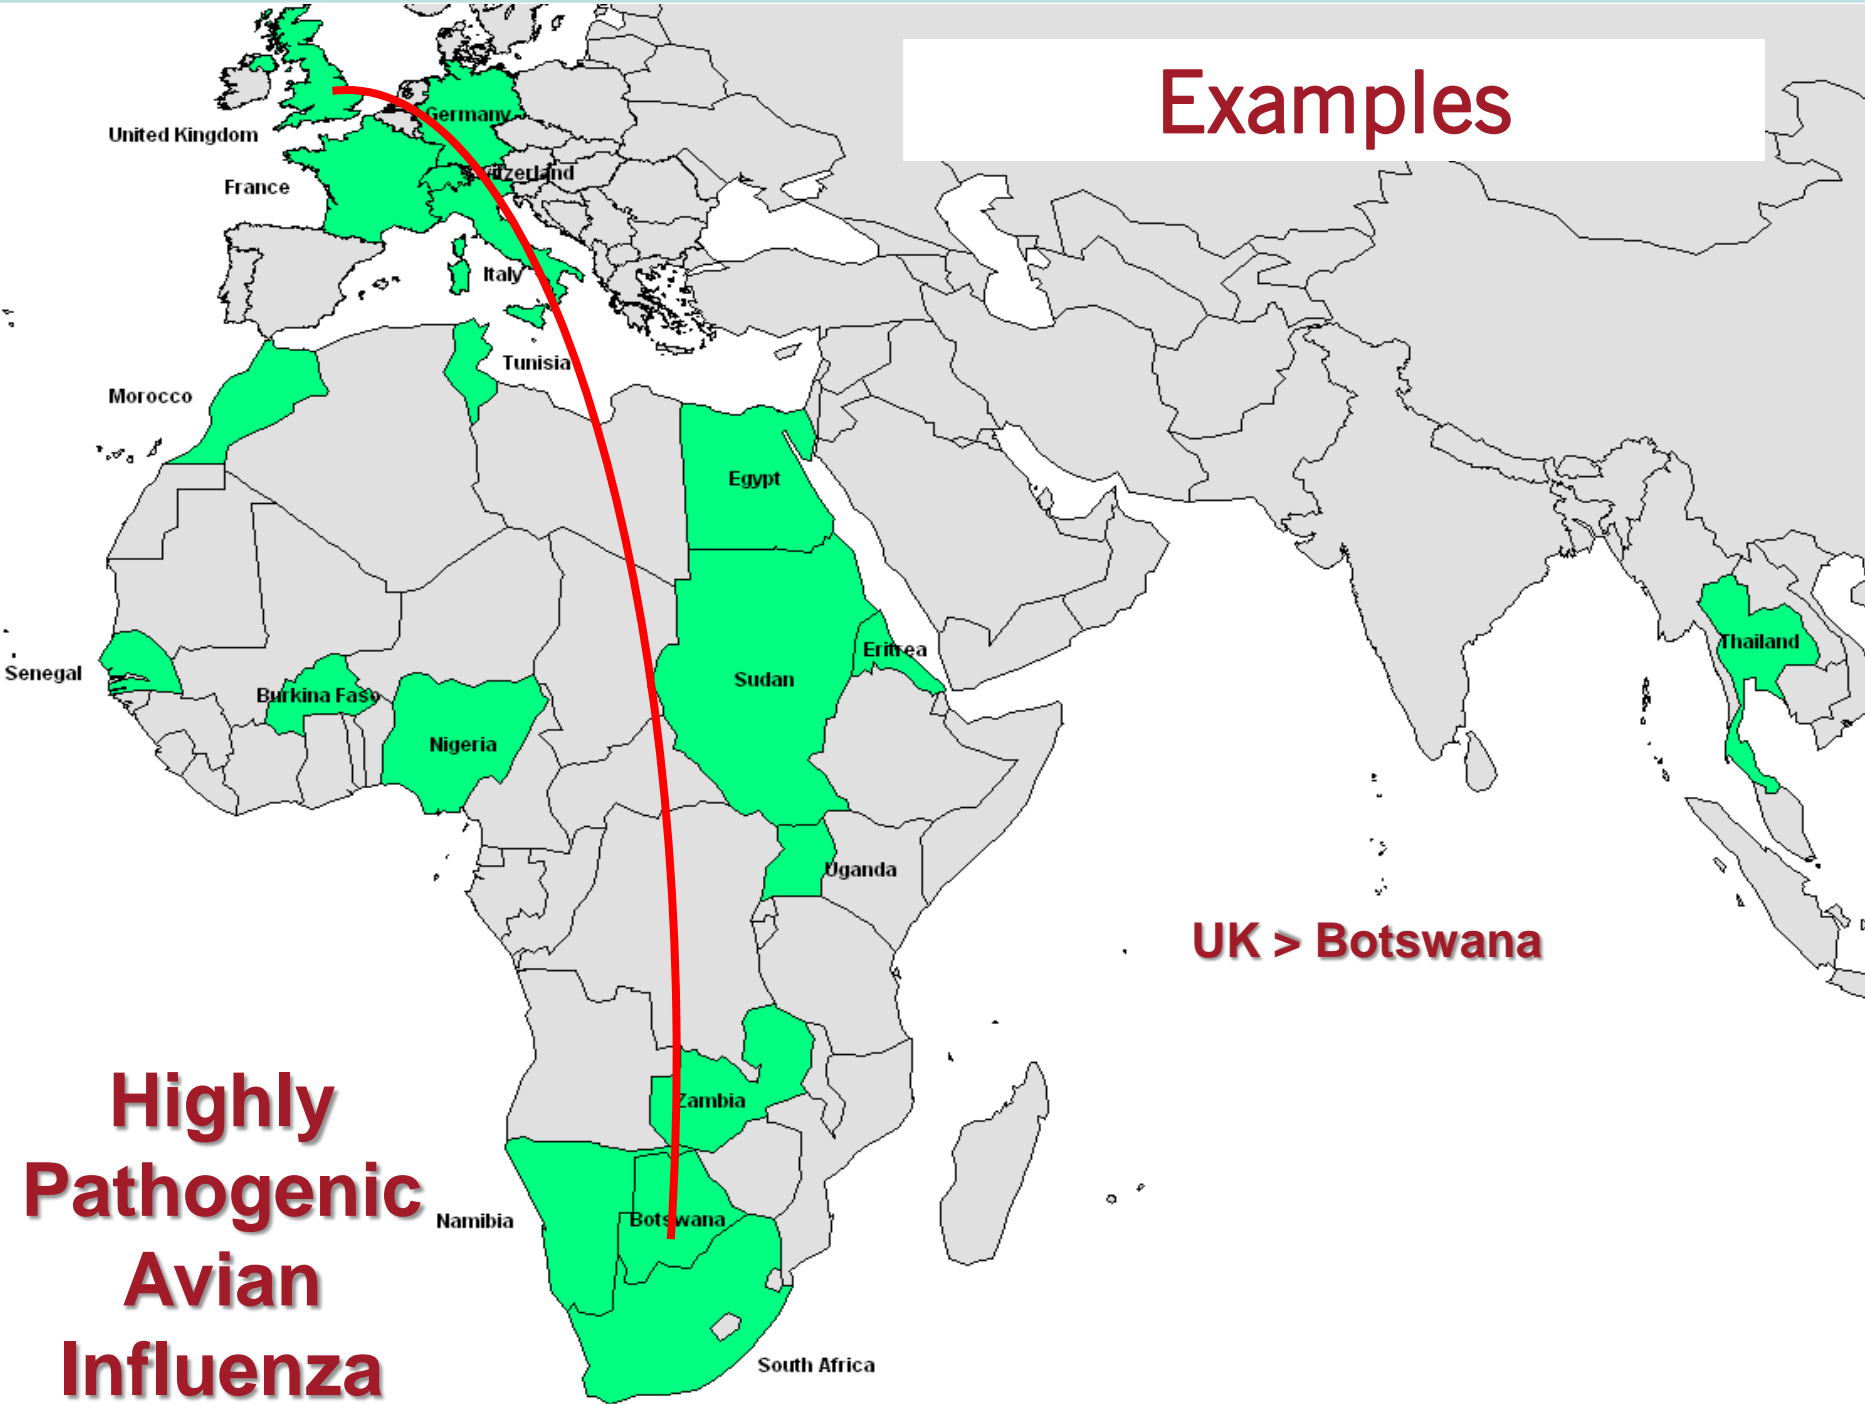 Examples
Germany
United Kingdom
Switzerland
France
Italy
Tunisia
Morocco
Egypt
Thailand
Eritrea
Senegal
Sudan
Burkina Faso
Nigeria
Uganda
UK > Botswana
Highly
Pathogenic
Avian
Influenza
Zambia
Namibia
Botswana
South Africa